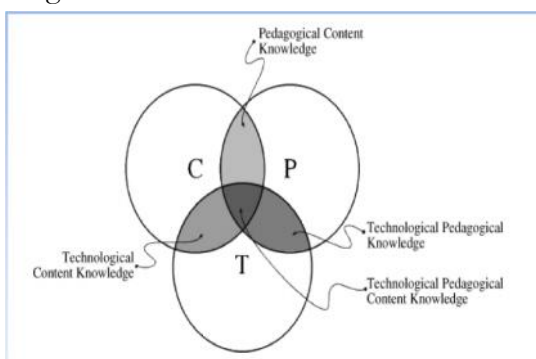 Pedagogical Content
Knowledge
C
P
Technological Pedagogical
Knowledge
Technological
Content Knowledge
T
Technological Pedagogical
Content Knowledge